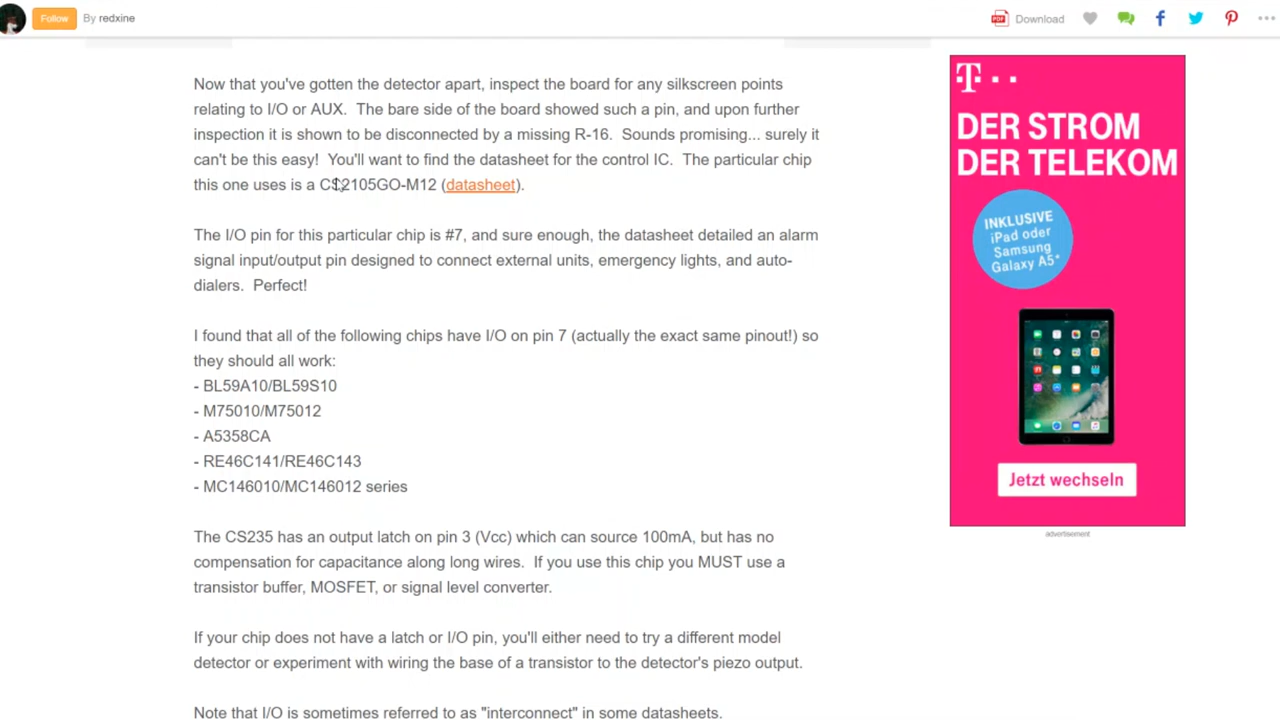 Follow
By redxine
PDF
Download
Now that you've gotten the detector apart, inspect the board for any silkscreen points
relating to I/O or AUX.  The bare side of the board showed such a pin, and upon further
inspection it is shown to be disconnected by a missing R-16.  Sounds promising... surely it
can't be this easy!  You'll want to find the datasheet for the control IC.  The particular chip
this one uses is a CS2105GO-M12 (datasheet).
The I/O pin for this particular chip is #7, and sure enough, the datasheet detailed an alarm
signal input/output pin designed to connect external units, emergency lights, and auto-
dialers.  Perfect!
I found that all of the following chips have I/O on pin 7 (actually the exact same pinout!) so
they should all work:
- BL59A10/BL59S10
- M75010/M75012
- A5358CA
- RE46C141/RE46C143
- MC146010/MC146012 series
The CS235 has an output latch on pin 3 (Vcc) which can source 100mA, but has no
compensation for capacitance along long wires.  If you use this chip you MUST use a
transistor buffer, MOSFET, or signal level converter.
If your chip does not have a latch or I/O pin, you'll either need to try a different model
detector or experiment with wiring the base of a transistor to the detector's piezo output.
Note that I/O is sometimes referred to as "interconnect" in some datasheets.
T
DER STROM
DER TELEKOM
INKLUSIVE
iPad oder
Samsung
Galaxy A5*
Jetzt wechseln
advertisement